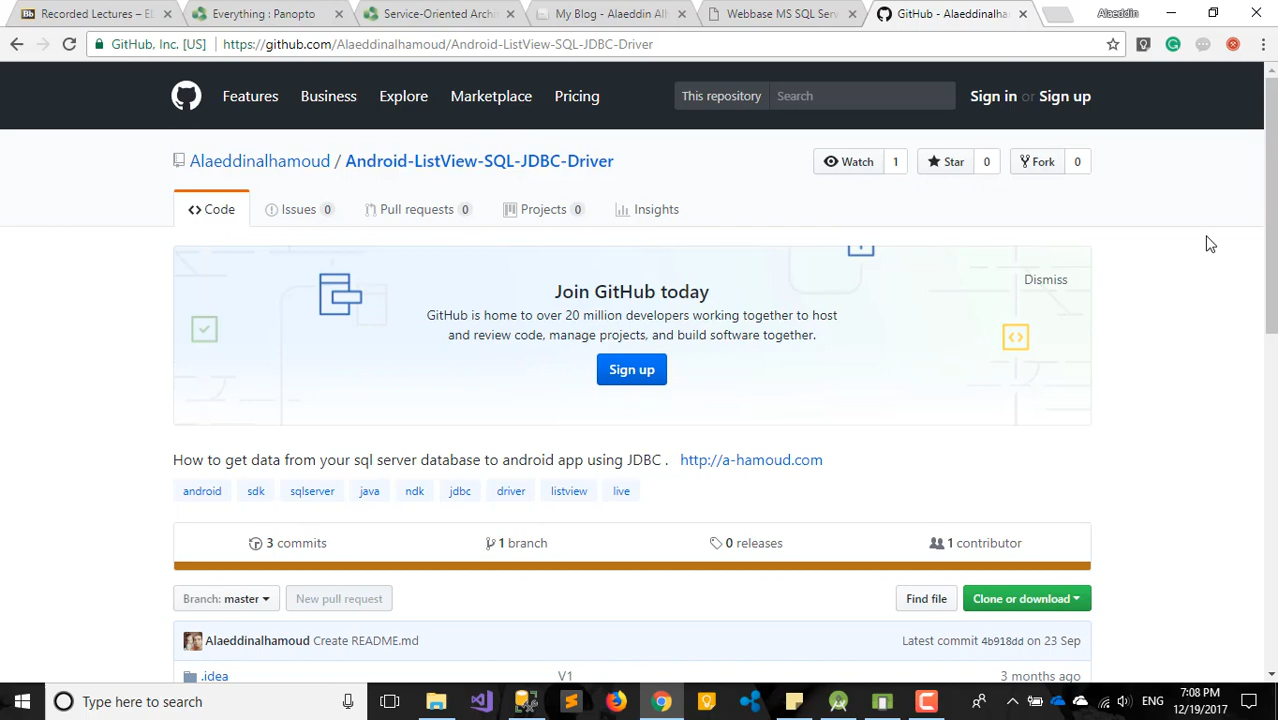 Recorded Lectures – EL
Everything : Panopto
Service-Oriented Archi
My Blog - Alaeddin Alh
Webbase MS SQL Serv
GitHub - Alaeddinalham
Alaeddin
GitHub, Inc. [US] https://github.com/Alaeddinalhamoud/Android-ListView-SQL-JDBC-Driver
Features Business Explore Marketplace Pricing This repository Search Sign in or Sign up
Alaeddinalhamoud / Android-ListView-SQL-JDBC-Driver Watch 1 Star 0 Fork 0
Code Issues 0 Pull requests 0 Projects 0 Insights
Dismiss
Join GitHub today
GitHub is home to over 20 million developers working together to host
and review code, manage projects, and build software together.
Sign up
How to get data from your sql server database to android app using JDBC . http://a-hamoud.com
android sdk sqlserver java ndk jdbc driver listview live
3 commits 1 branch 0 releases 1 contributor
Branch: master New pull request Find file Clone or download
Alaeddinalhamoud Create README.md Latest commit 4b918dd on 23 Sep
.idea V1 3 months ago
Type here to search ENG 7:08 PM
12/19/2017